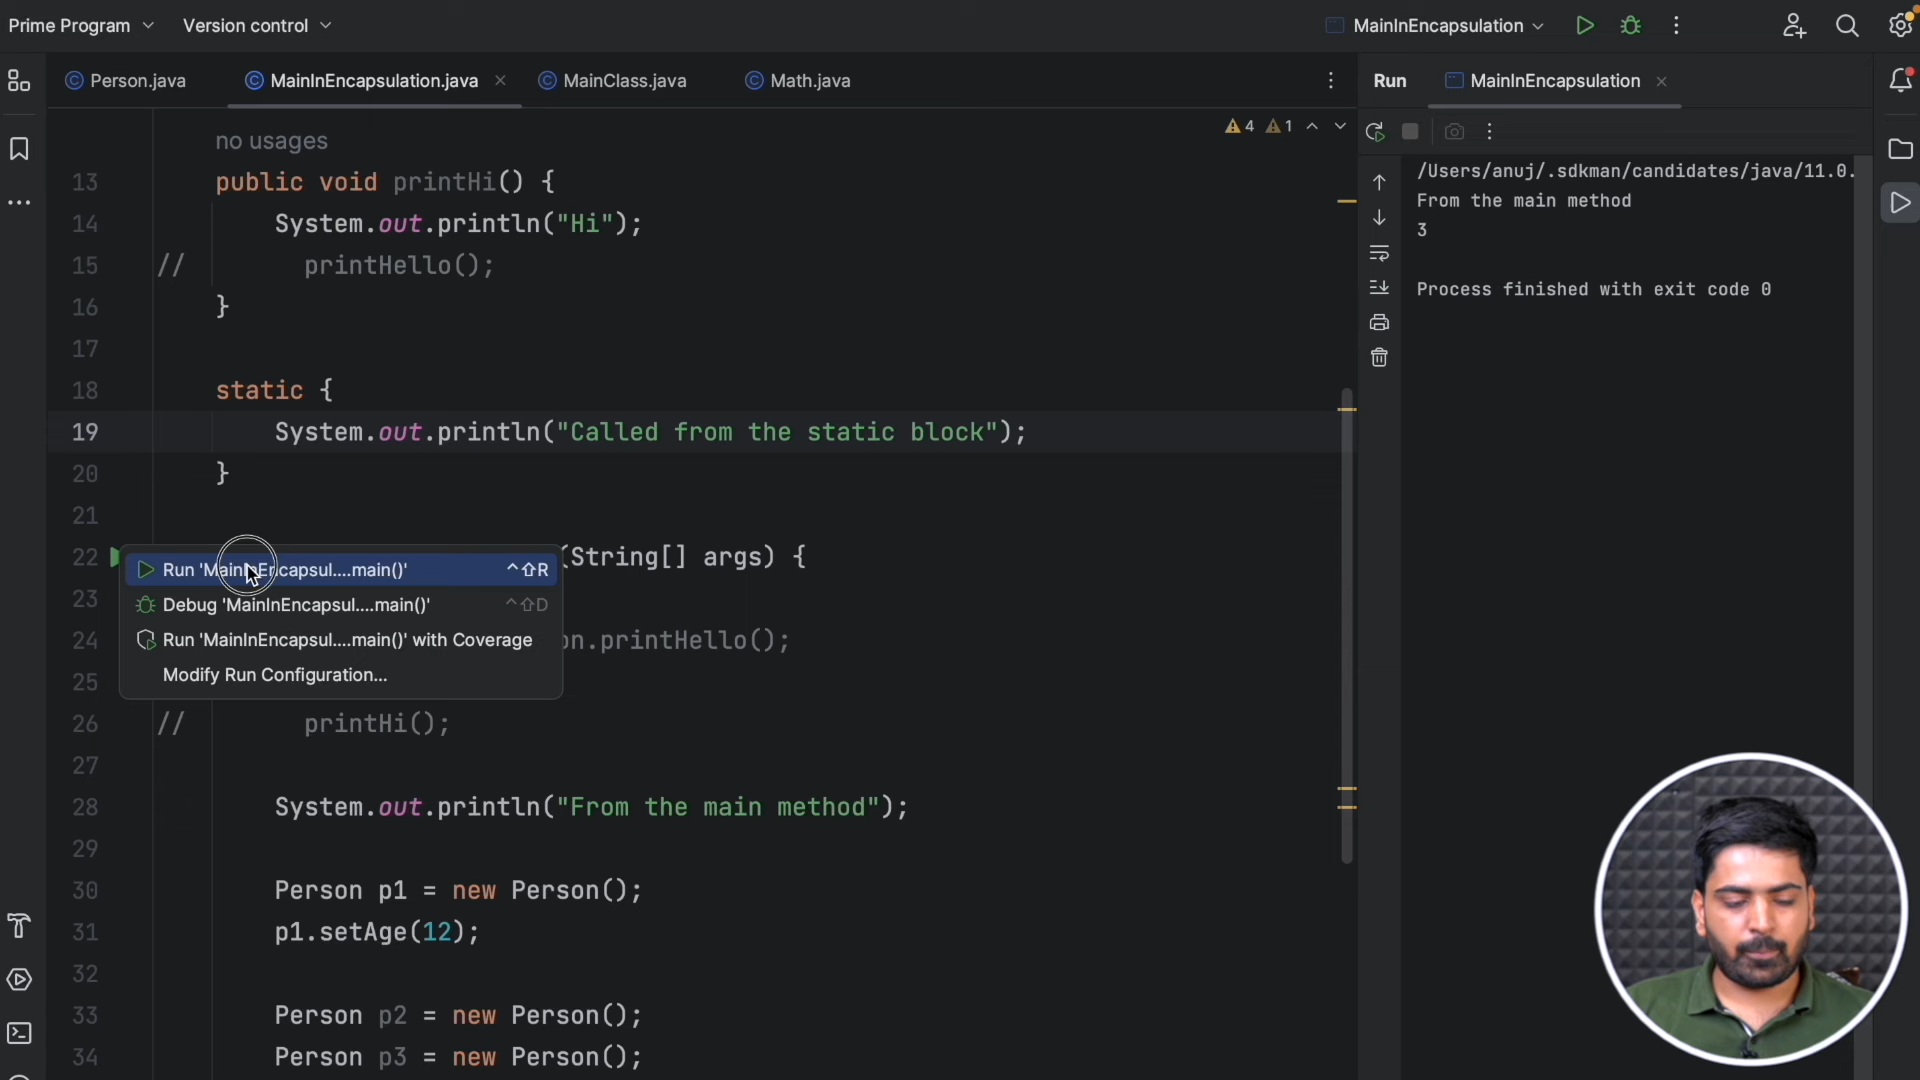 Prime Program
Version control
MainInEncapsulation
Person.java
MainInEncapsulation.java
MainClass.java
Math.java
Run
MainInEncapsulation
4
1
no usages
13 public void printHi() {
14 System.out.println("Hi");
15 // printHello();
16 }
17
18 static {
19 System.out.println("Called from the static block");
20 }
21
22 (String[] args) {
23
24 on.printHello();
25
26 // printHi();
27
28 System.out.println("From the main method");
29
30 Person p1 = new Person();
31 p1.setAge(12);
32
33 Person p2 = new Person();
34 Person p3 = new Person();
Run 'MainInEncapsul....main()' ^⇧R
Debug 'MainInEncapsul....main()' ^⇧D
Run 'MainInEncapsul....main()' with Coverage
Modify Run Configuration...
/Users/anuj/.sdkman/candidates/java/11.0.
From the main method
3
Process finished with exit code 0